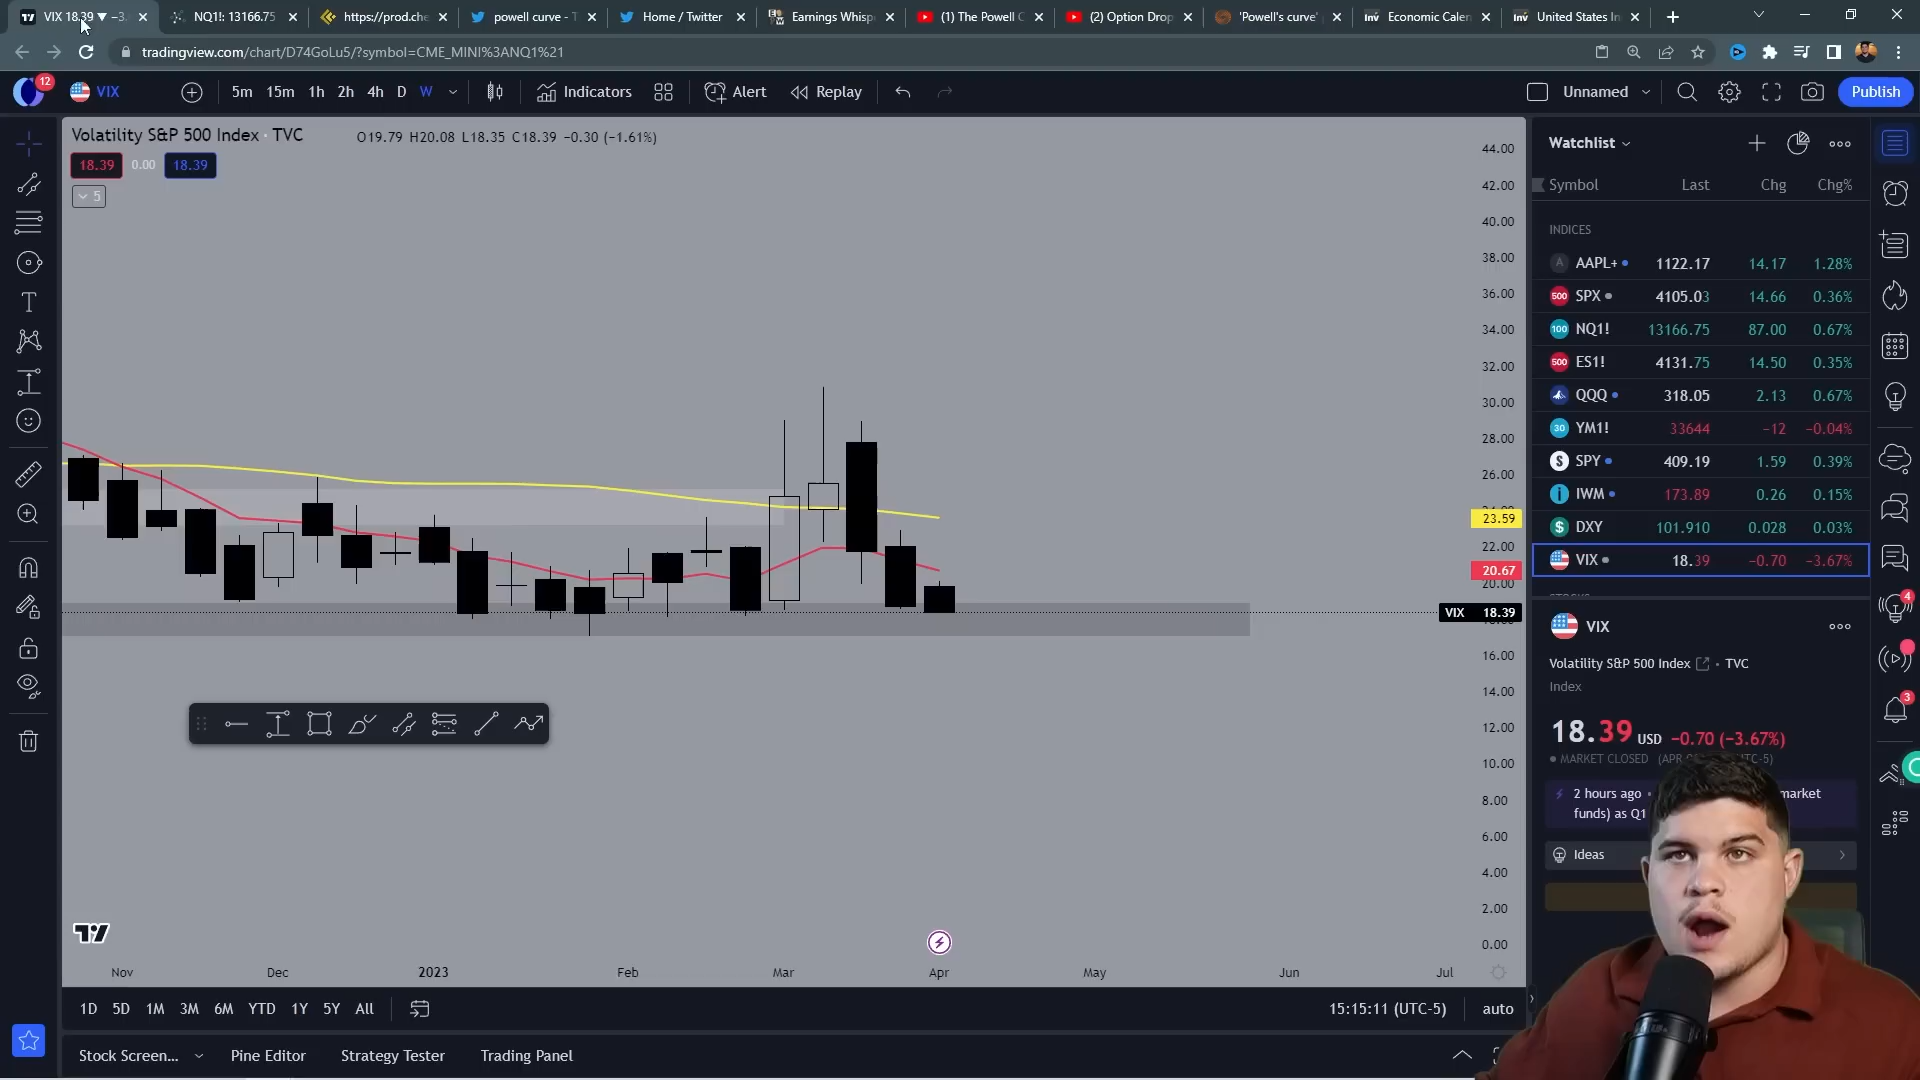 VIX 18.39 ▼ −3.
NQ1!: 13166.75
https://prod.che
powell curve - T
Home / Twitter
Earnings Whisp
(1) The Powell C
(2) Option Drop
'Powell's curve'
Economic Calen
United States In
tradingview.com/chart/D74GoLu5/?symbol=CME_MINI%3ANQ1%21
12
VIX
5m 15m 1h 2h 4h D W
Indicators
Alert
Replay
Unnamed
Publish
Volatility S&P 500 Index · TVC
O19.79 H20.08 L18.35 C18.39 −0.30 (−1.61%)
18.39 0.00 18.39
5
44.00
42.00
40.00
38.00
36.00
34.00
32.00
30.00
28.00
26.00
23.59
22.00
20.67
20.00
VIX 18.39
16.00
14.00
12.00
10.00
8.00
6.00
4.00
2.00
0.00
Nov Dec 2023 Feb Mar Apr May Jun Jul
1D 5D 1M 3M 6M YTD 1Y 5Y All
15:15:11 (UTC-5)
auto
Stock Screen...
Pine Editor
Strategy Tester
Trading Panel
Watchlist
Symbol Last Chg Chg%
INDICES
AAPL+ 1122.17 14.17 1.28%
500 SPX 4105.03 14.66 0.36%
100 NQ1! 13166.75 87.00 0.67%
500 ES1! 4131.75 14.50 0.35%
QQQ 318.05 2.13 0.67%
30 YM1! 33644 −12 −0.04%
SPY 409.19 1.59 0.39%
IWM 173.89 0.26 0.15%
DXY 101.910 0.028 0.03%
VIX 18.39 −0.70 −3.67%
VIX
Volatility S&P 500 Index · TVC
Index
18.39 USD −0.70 (−3.67%)
MARKET CLOSED
2 hours ago
market
funds) as Q1
Ideas
4
3